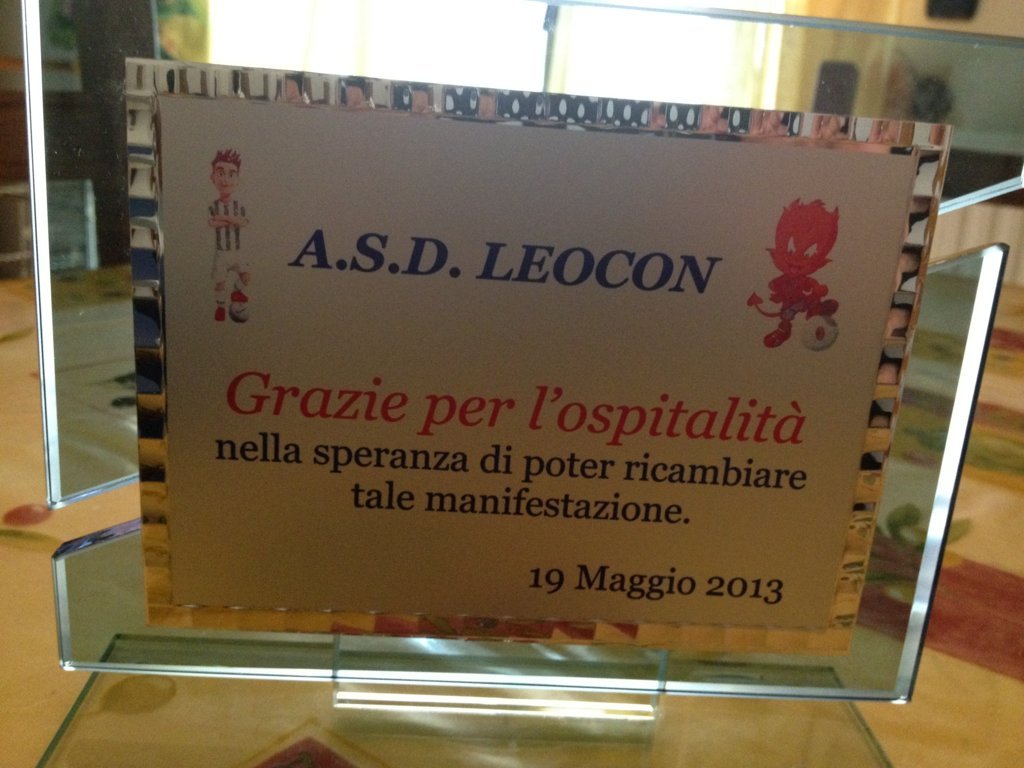 A.S.D. LEOCON
Grazie per l'ospitalità
nella speranza di poter ricambiare
tale manifestazione.
19 Maggio 2013